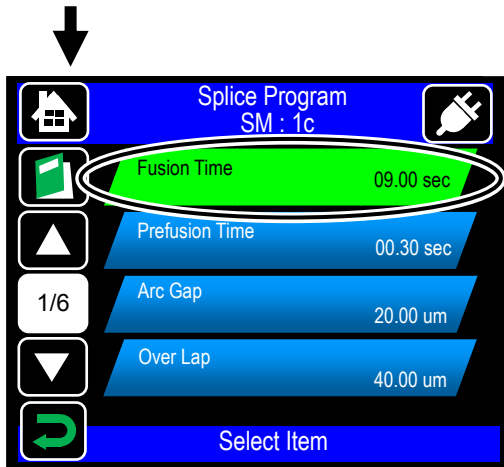 Splice Program
SM : 1c
Fusion Time
09.00 sec
Prefusion Time
00.30 sec
1/6
Arc Gap
20.00 um
Over Lap
40.00 um
Select Item